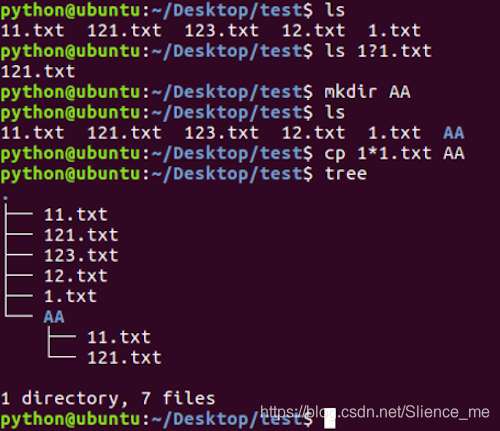 python@ubuntu:~/Desktop/test$ ls
11.txt  121.txt  123.txt  12.txt  1.txt
python@ubuntu:~/Desktop/test$ ls 1?1.txt
121.txt
python@ubuntu:~/Desktop/test$ mkdir AA
python@ubuntu:~/Desktop/test$ ls
11.txt  121.txt  123.txt  12.txt  1.txt  AA
python@ubuntu:~/Desktop/test$ cp 1*1.txt AA
python@ubuntu:~/Desktop/test$ tree
.
├── 11.txt
├── 121.txt
├── 123.txt
├── 12.txt
├── 1.txt
└── AA
    ├── 11.txt
    └── 121.txt
1 directory, 7 files
python@ubuntu:~/Desktop/test$
https://blog.csdn.net/Slience_me